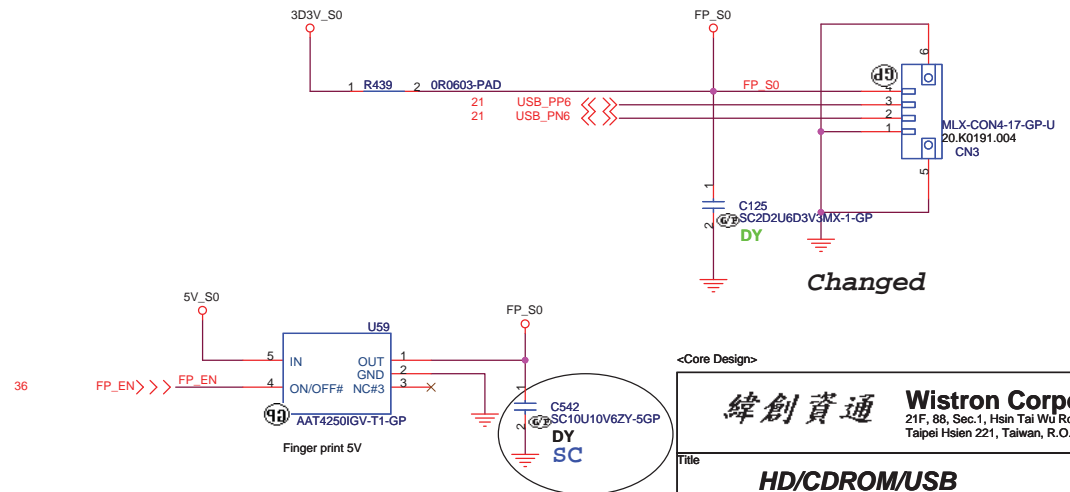 3D3V_S0
FP_S0
6
GP
1 R439 2 0R0603-PAD
FP_S0
4
21 USB_PP6
3
21 USB_PN6
2
1
MLX-CON4-17-GP-U
20.K0191.004
CN3
5
1
C125
SC2D2U6D3V3MX-1-GP
2
G/P
DY
Changed
5V_S0
FP_S0
U59
5 IN
OUT 1
GND 2
36 FP_EN FP_EN 4 ON/OFF#
NC#3 3
GP
AAT4250IGV-T1-GP
Finger print 5V
1
C542
SC10U10V6ZY-5GP
2
G/P
DY
SC
<Core Design>
緯創資通
Wistron Corpo
21F, 88, Sec.1, Hsin Tai Wu Ro
Taipei Hsien 221, Taiwan, R.O.
Title
HD/CDROM/USB